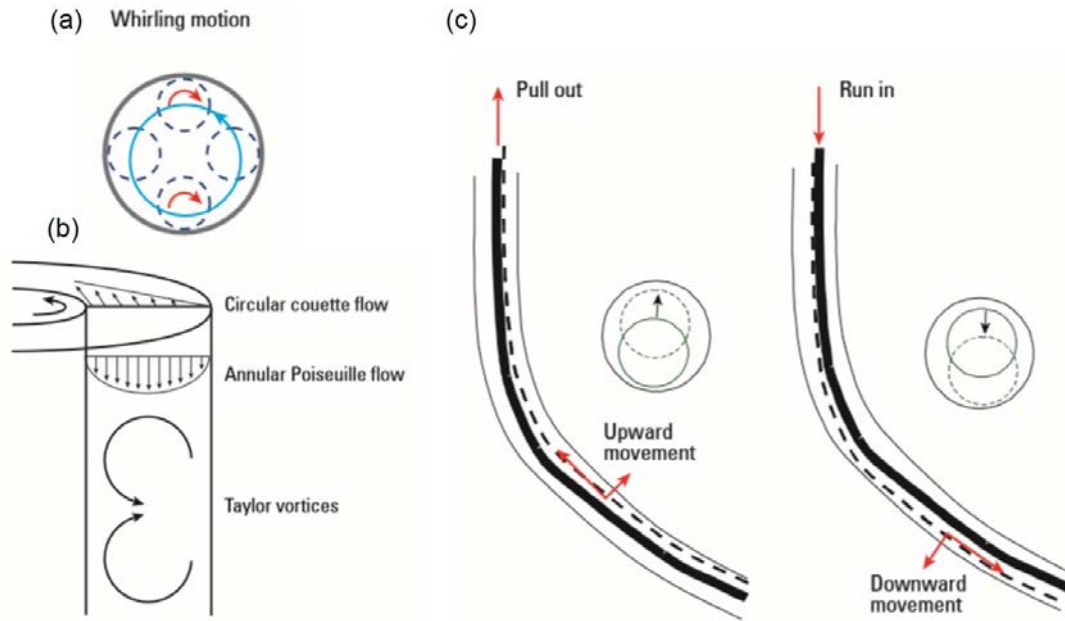 (a)
Whirling motion
(b)
Circular couette flow
Annular Poiseuille flow
Taylor vortices
(c)
Pull out
Run in
Upward
movement
Downward
movement